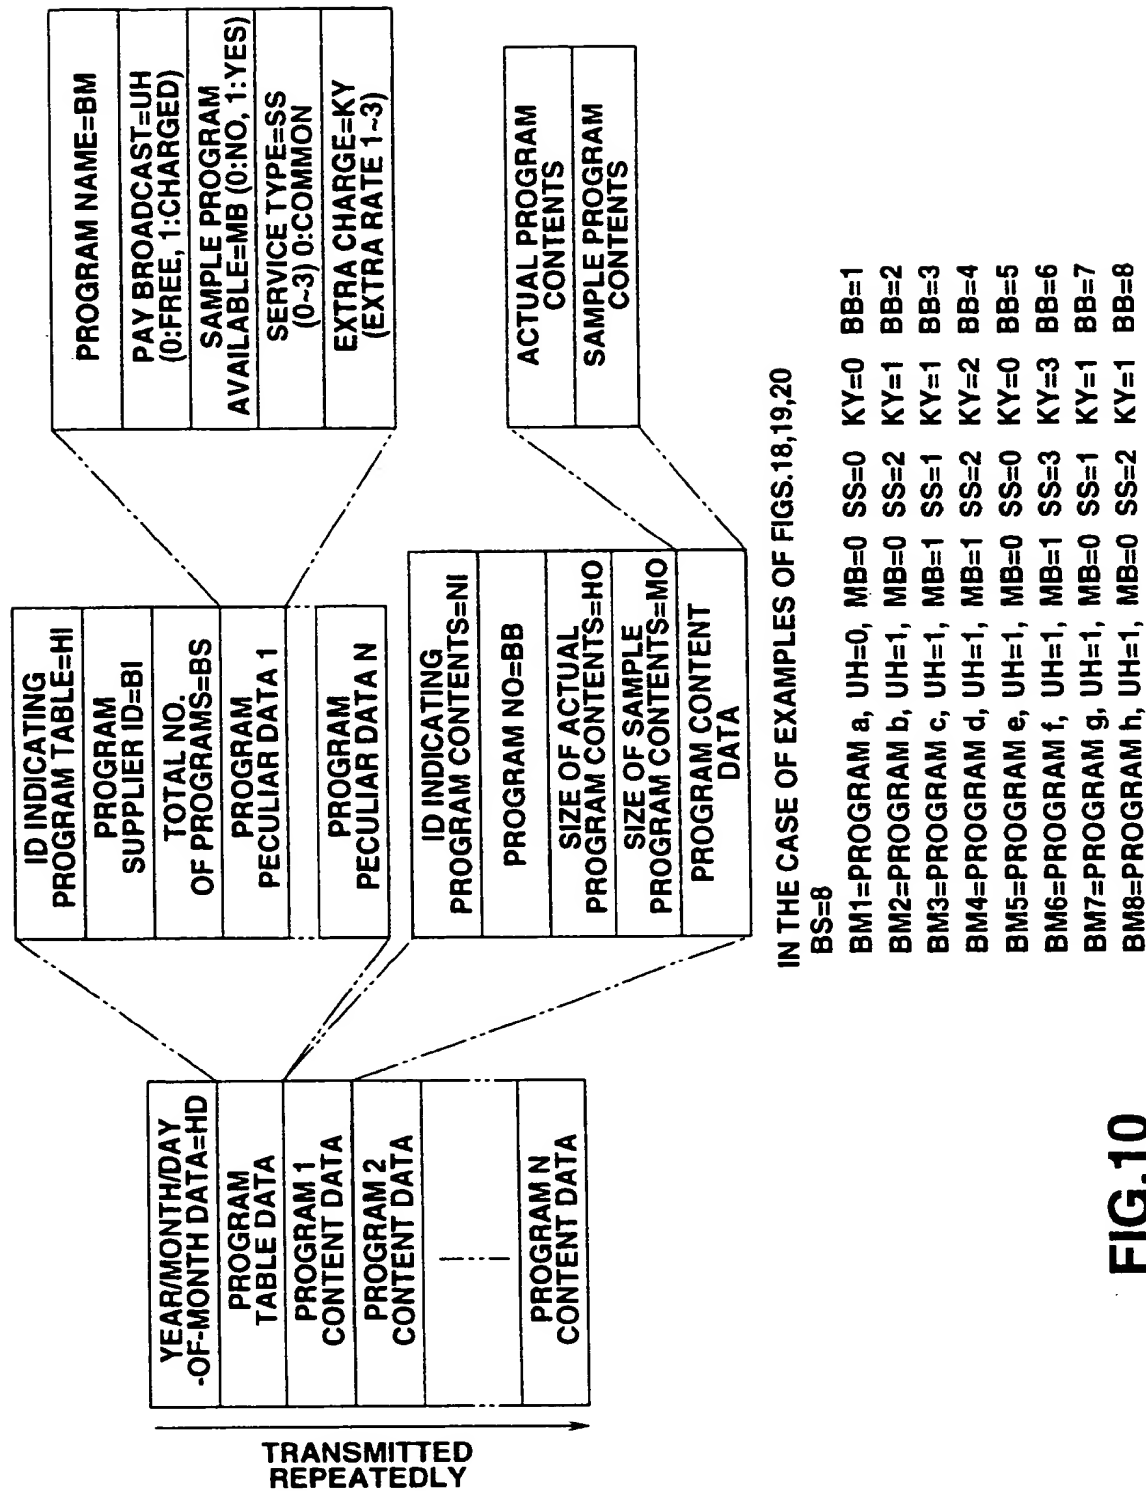 TRANSMITTED
REPEATEDLY
YEAR/MONTH/DAY
-OF-MONTH DATA=HD
PROGRAM
TABLE DATA
PROGRAM 1
CONTENT DATA
PROGRAM 2
CONTENT DATA
PROGRAM N
CONTENT DATA
ID INDICATING
PROGRAM TABLE=HI
PROGRAM
SUPPLIER ID=BI
TOTAL NO.
OF PROGRAMS=BS
PROGRAM
PECULIAR DATA 1
PROGRAM
PECULIAR DATA N
ID INDICATING
PROGRAM CONTENTS=NI
PROGRAM NO=BB
SIZE OF ACTUAL
PROGRAM CONTENTS=HO
SIZE OF SAMPLE
PROGRAM CONTENTS=MO
PROGRAM CONTENT
DATA
PROGRAM NAME=BM
PAY BROADCAST=UH
(0:FREE, 1:CHARGED)
SAMPLE PROGRAM
AVAILABLE=MB (0:NO, 1:YES)
SERVICE TYPE=SS
(0~3) 0:COMMON
EXTRA CHARGE=KY
(EXTRA RATE 1~3)
ACTUAL PROGRAM
CONTENTS
SAMPLE PROGRAM
CONTENTS
IN THE CASE OF EXAMPLES OF FIGS.18,19,20
BS=8
BM1=PROGRAM a, UH=0, MB=0 SS=0 KY=0 BB=1
BM2=PROGRAM b, UH=1, MB=0 SS=2 KY=1 BB=2
BM3=PROGRAM c, UH=1, MB=1 SS=1 KY=1 BB=3
BM4=PROGRAM d, UH=1, MB=1 SS=2 KY=2 BB=4
BM5=PROGRAM e, UH=1, MB=0 SS=0 KY=0 BB=5
BM6=PROGRAM f, UH=1, MB=1 SS=3 KY=3 BB=6
BM7=PROGRAM g, UH=1, MB=0 SS=1 KY=1 BB=7
BM8=PROGRAM h, UH=1, MB=0 SS=2 KY=1 BB=8
FIG.10